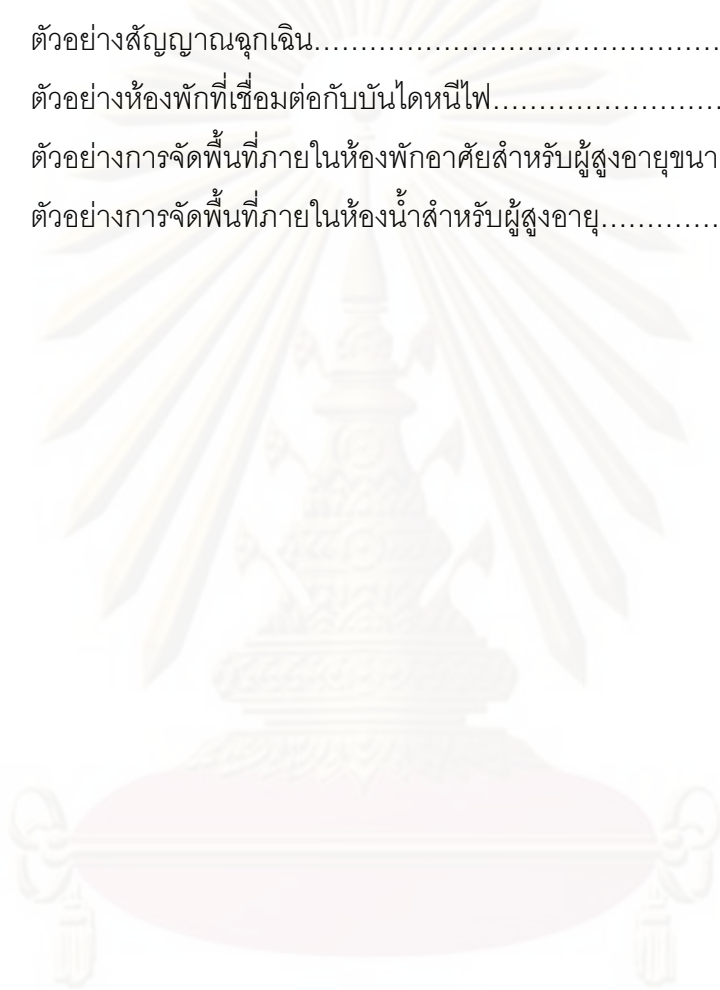 ตัวอย่างสัญญาณฉุกเฉิน............................................
ตัวอย่างห้องพักที่เชื่อมต่อกับบันไดหนีไฟ.........................
ตัวอย่างการจัดพื้นที่ภายในห้องพักอาศัยสำหรับผู้สูงอายุขนา
ตัวอย่างการจัดพื้นที่ภายในห้องน้ำสำหรับผู้สูงอายุ.............